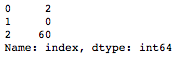 0     2
1     0
2    60
Name: index, dtype: int64